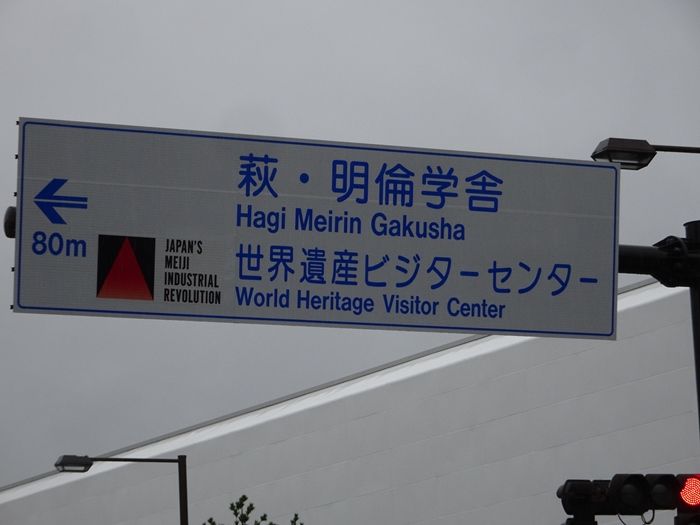 萩・明倫学舎
Hagi Meirin Gakusha
80m
JAPAN'S
MEIJI
INDUSTRIAL
REVOLUTION
世界遺産ビジターセンター
World Heritage Visitor Center